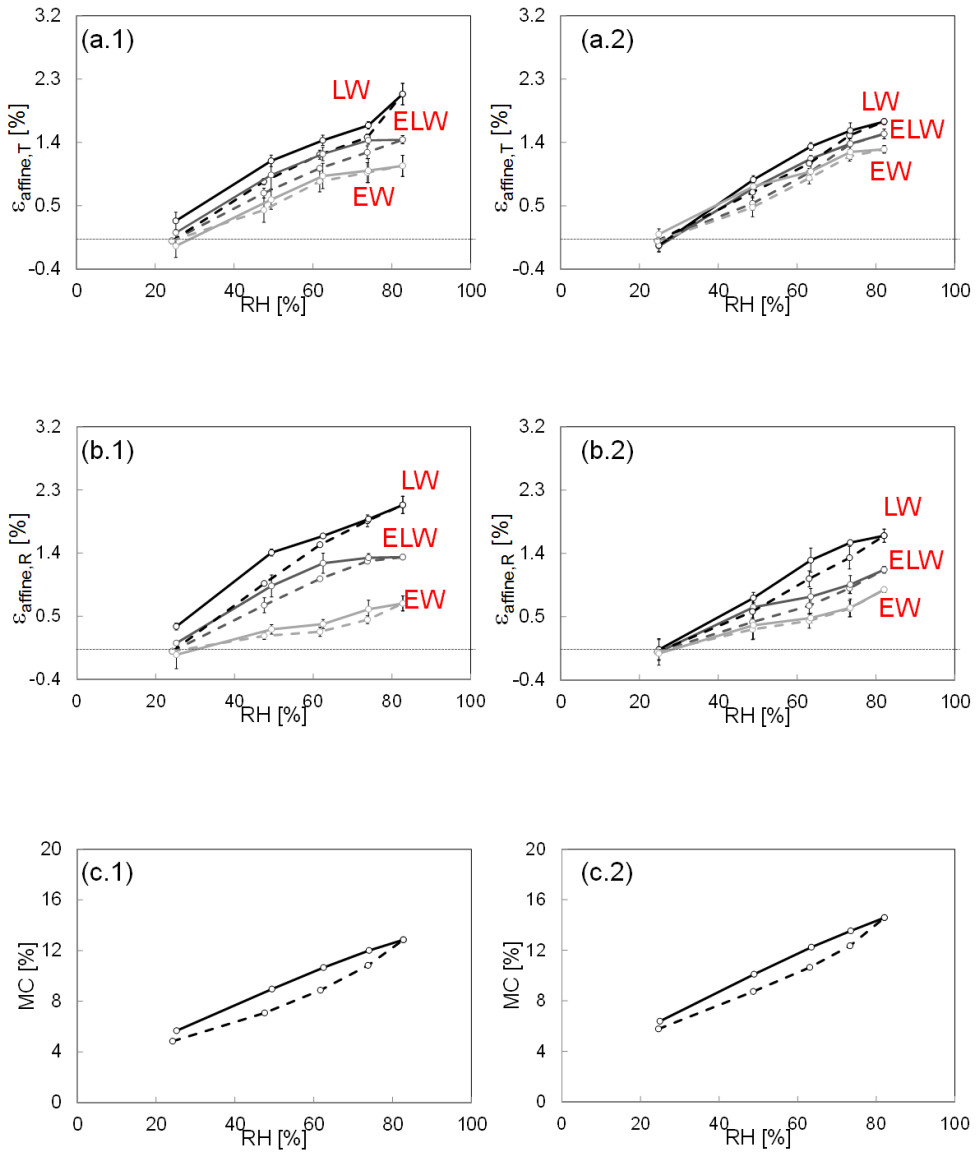 (a.1)
3.2
2.3
1.4
0.5
-0.4
ε_affine,T [%]
LW
ELW
EW
0 20 40 60 80 100
RH [%]
(a.2)
3.2
2.3
1.4
0.5
-0.4
ε_affine,T [%]
LW
ELW
EW
0 20 40 60 80 100
RH [%]
(b.1)
3.2
2.3
1.4
0.5
-0.4
ε_affine,R [%]
LW
ELW
EW
0 20 40 60 80 100
RH [%]
(b.2)
3.2
2.3
1.4
0.5
-0.4
ε_affine,R [%]
LW
ELW
EW
0 20 40 60 80 100
RH [%]
(c.1)
20
16
12
8
4
0
MC [%]
0 20 40 60 80 100
RH [%]
(c.2)
20
16
12
8
4
0
MC [%]
0 20 40 60 80 100
RH [%]